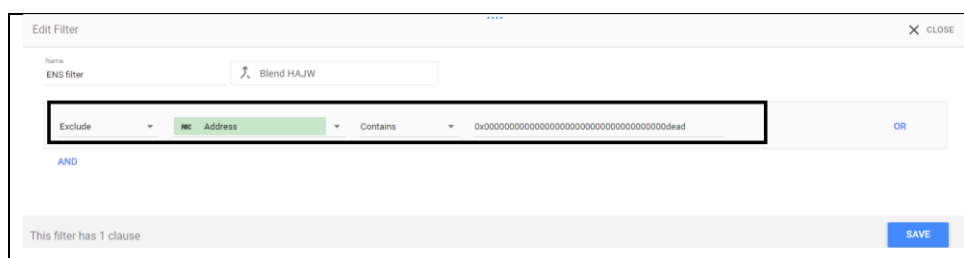 Edit Filter
CLOSE
Name
ENS filter
Blend HAJW
Exclude
ABC Address
Contains
0x000000000000000000000000000000000000dead
OR
AND
This filter has 1 clause
SAVE